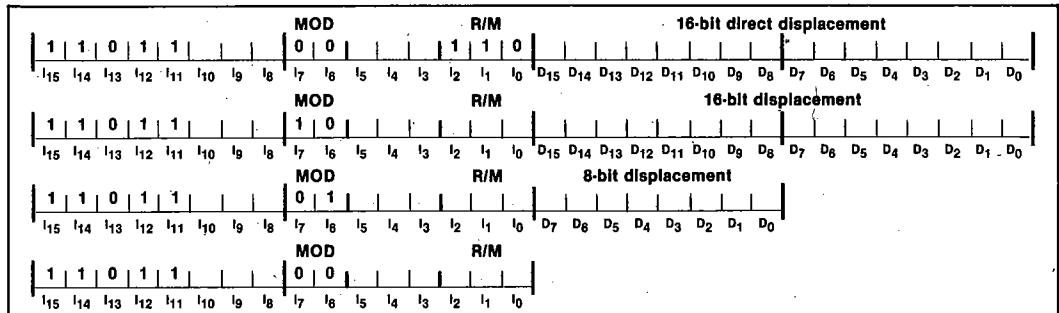 MOD R/M 16-bit direct displacement
1 1 0 1 1 0 0 1 1 0
I15 I14 I13 I12 I11 I10 I9 I8 I7 I6 I5 I4 I3 I2 I1 I0 D15 D14 D13 D12 D11 D10 D9 D8 D7 D6 D5 D4 D3 D2 D1 D0
MOD R/M 16-bit displacement
1 1 0 1 1 1 0
I15 I14 I13 I12 I11 I10 I9 I8 I7 I6 I5 I4 I3 I2 I1 I0 D15 D14 D13 D12 D11 D10 D9 D8 D7 D6 D5 D4 D3 D2 D1 D0
MOD R/M 8-bit displacement
1 1 0 1 1 0 1
I15 I14 I13 I12 I11 I10 I9 I8 I7 I6 I5 I4 I3 I2 I1 I0 D7 D6 D5 D4 D3 D2 D1 D0
MOD R/M
1 1 0 1 1 0 0
I15 I14 I13 I12 I11 I10 I9 I8 I7 I6 I5 I4 I3 I2 I1 I0